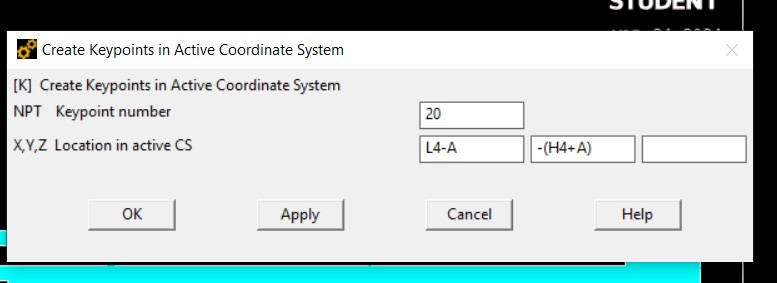 STUDENT
Create Keypoints in Active Coordinate System
[K] Create Keypoints in Active Coordinate System
NPT Keypoint number 20
X,Y,Z Location in active CS L4-A -(H4+A)
OK Apply Cancel Help